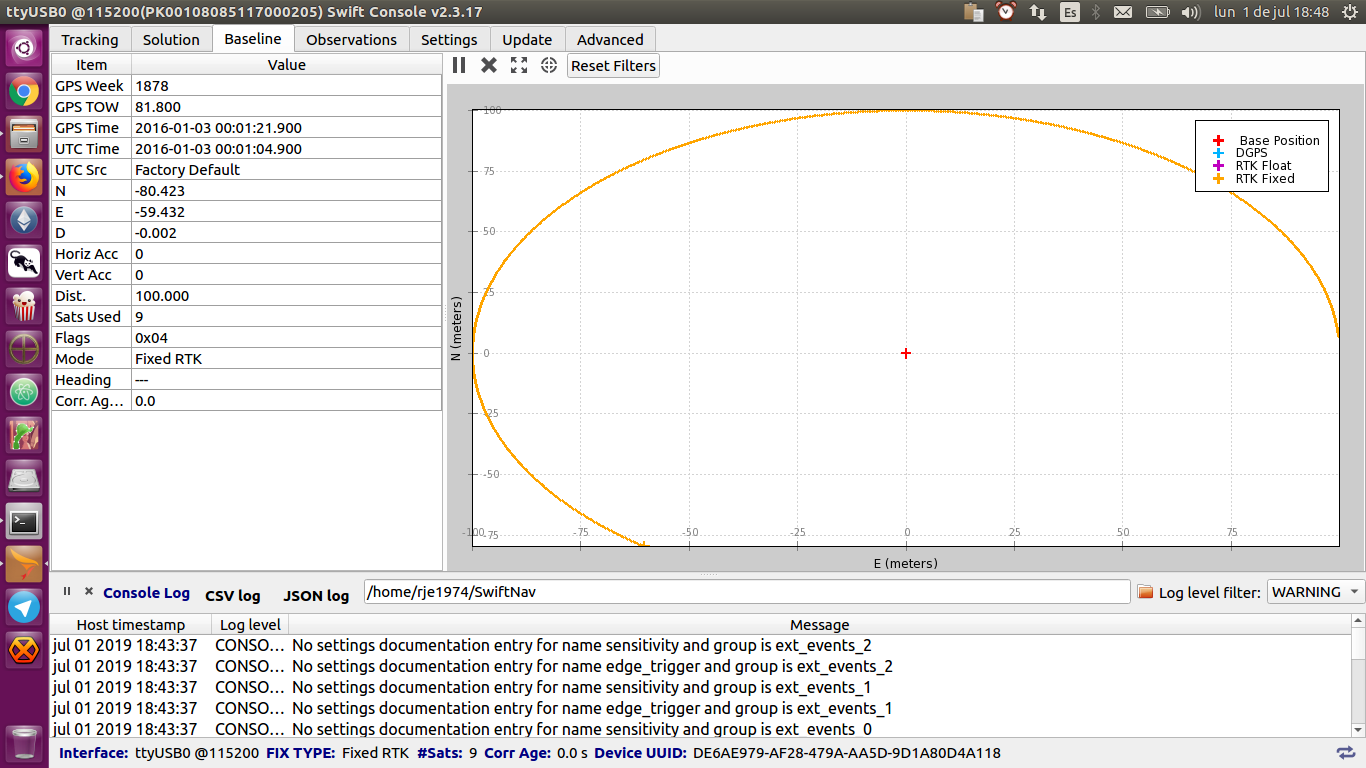 ttyUSB0 @115200(PK00108085117000205) Swift Console v2.3.17
Es
lun 1 de jul 18:48
Tracking Solution Baseline Observations Settings Update Advanced
Item Value
GPS Week 1878
GPS TOW 81.800
GPS Time 2016-01-03 00:01:21.900
UTC Time 2016-01-03 00:01:04.900
UTC Src Factory Default
N -80.423
E -59.432
D -0.002
Horiz Acc 0
Vert Acc 0
Dist. 100.000
Sats Used 9
Flags 0x04
Mode Fixed RTK
Heading ---
Corr. Ag... 0.0
Reset Filters
Base Position
DGPS
RTK Float
RTK Fixed
100
75
50
25
0
-25
-50
-75
N (meters)
-100 -75 -50 -25 0 25 50 75
E (meters)
Console Log CSV log JSON log /home/rje1974/SwiftNav Log level filter: WARNING
Host timestamp Log level Message
jul 01 2019 18:43:37 CONSO... No settings documentation entry for name sensitivity and group is ext_events_2
jul 01 2019 18:43:37 CONSO... No settings documentation entry for name edge_trigger and group is ext_events_2
jul 01 2019 18:43:37 CONSO... No settings documentation entry for name sensitivity and group is ext_events_1
jul 01 2019 18:43:37 CONSO... No settings documentation entry for name edge_trigger and group is ext_events_1
jul 01 2019 18:43:37 CONSO... No settings documentation entry for name sensitivity and group is ext_events_0
Interface: ttyUSB0 @115200 FIX TYPE: Fixed RTK #Sats: 9 Corr Age: 0.0 s Device UUID: DE6AE979-AF28-479A-AA5D-9D1A80D4A118